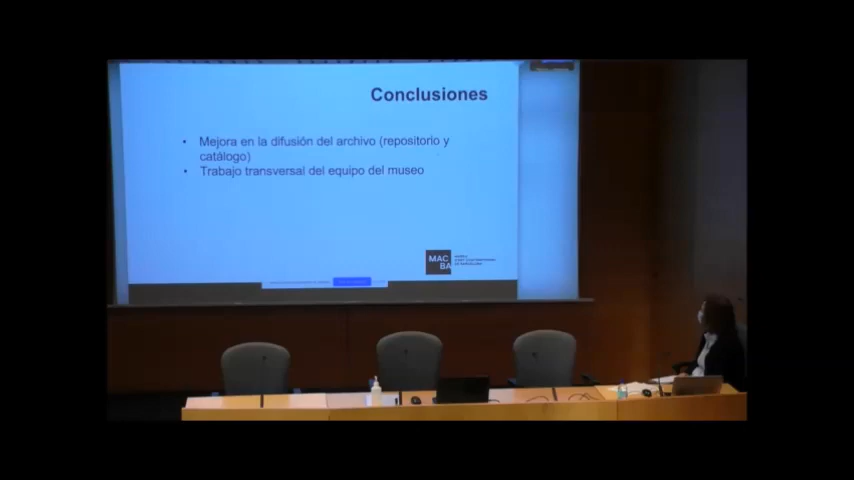 Conclusiones
• Mejora en la difusión del archivo (repositorio y
catálogo)
• Trabajo transversal del equipo del museo
MAC
BA